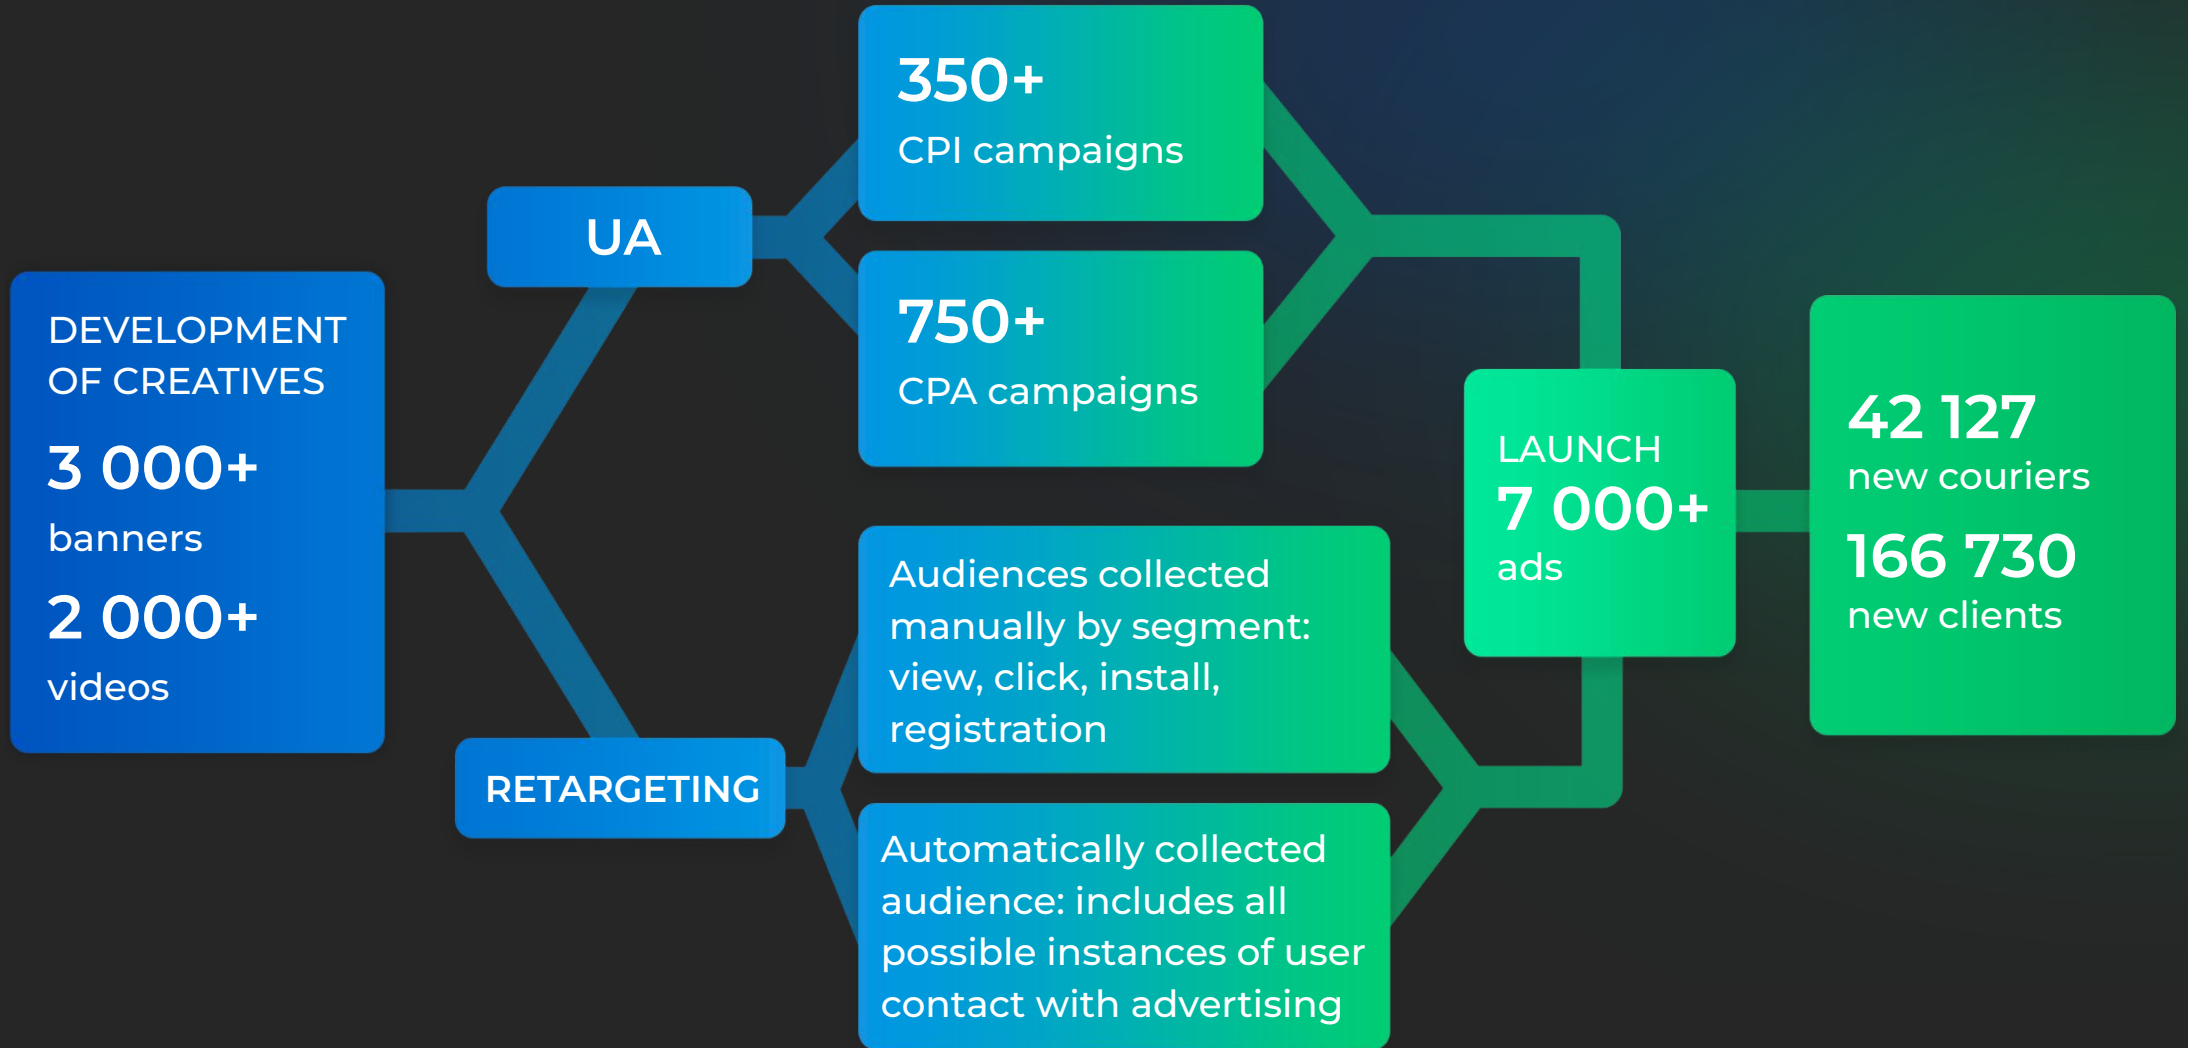 DEVELOPMENT
OF CREATIVES
3 000+
banners
2 000+
videos
UA
RETARGETING
350+
CPI campaigns
750+
CPA campaigns
Audiences collected
manually by segment:
view, click, install,
registration
Automatically collected
audience: includes all
possible instances of user
contact with advertising
LAUNCH
7 000+
ads
42 127
new couriers
166 730
new clients